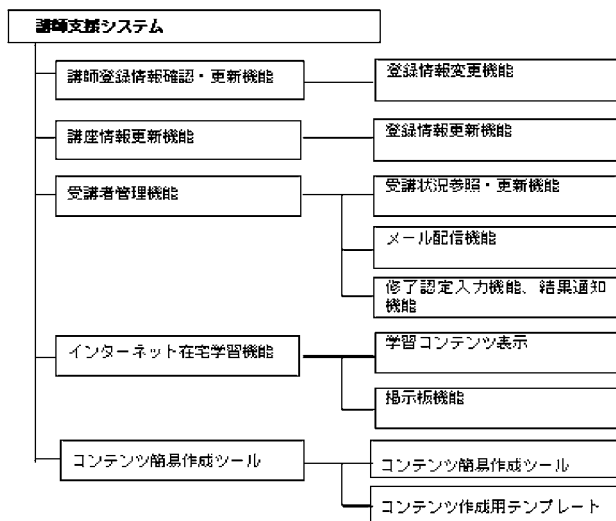 講師支援システム
講師登録情報確認・更新機能
登録情報変更機能
講座情報更新機能
登録情報更新機能
受講者管理機能
受講状況参照・更新機能
メール配信機能
修了認定入力機能、結果通知
機能
インターネット在宅学習機能
学習コンテンツ表示
掲示板機能
コンテンツ簡易作成ツール
コンテンツ簡易作成ツール
コンテンツ作成用テンプレート